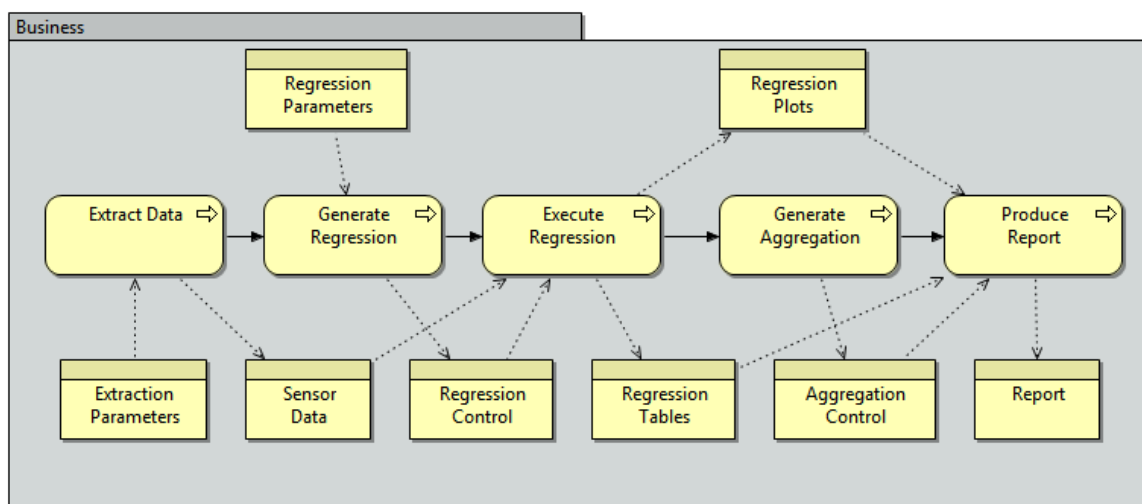 Business
Regression
Parameters
Regression
Plots
Extract Data
Generate
Regression
Execute
Regression
Generate
Aggregation
Produce
Report
Extraction
Parameters
Sensor
Data
Regression
Control
Regression
Tables
Aggregation
Control
Report